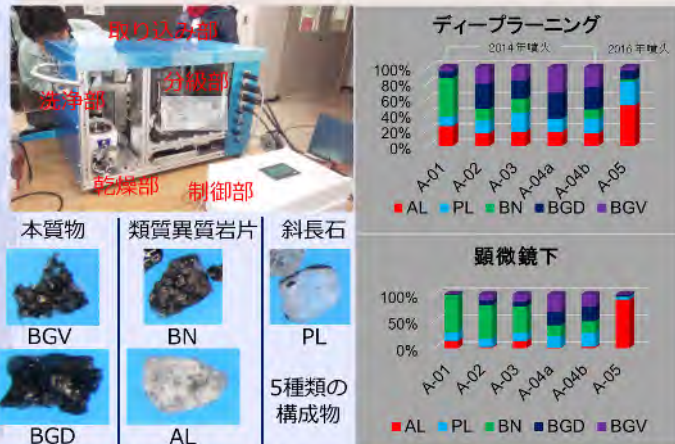 取り込み部
分級部
洗浄部
乾燥部
制御部
本質物
類質異質岩片
斜長石
BGV
BN
PL
BGD
AL
5種類の
構成物
ディープラーニング
2014年噴火
2016年噴火
100%
80%
60%
40%
20%
0%
A-01
A-02
A-03
A-04a
A-04b
A-05
AL PL BN BGD BGV
顕微鏡下
100%
50%
0%
A-01
A-02
A-03
A-04a
A-04b
A-05
AL PL BN BGD BGV